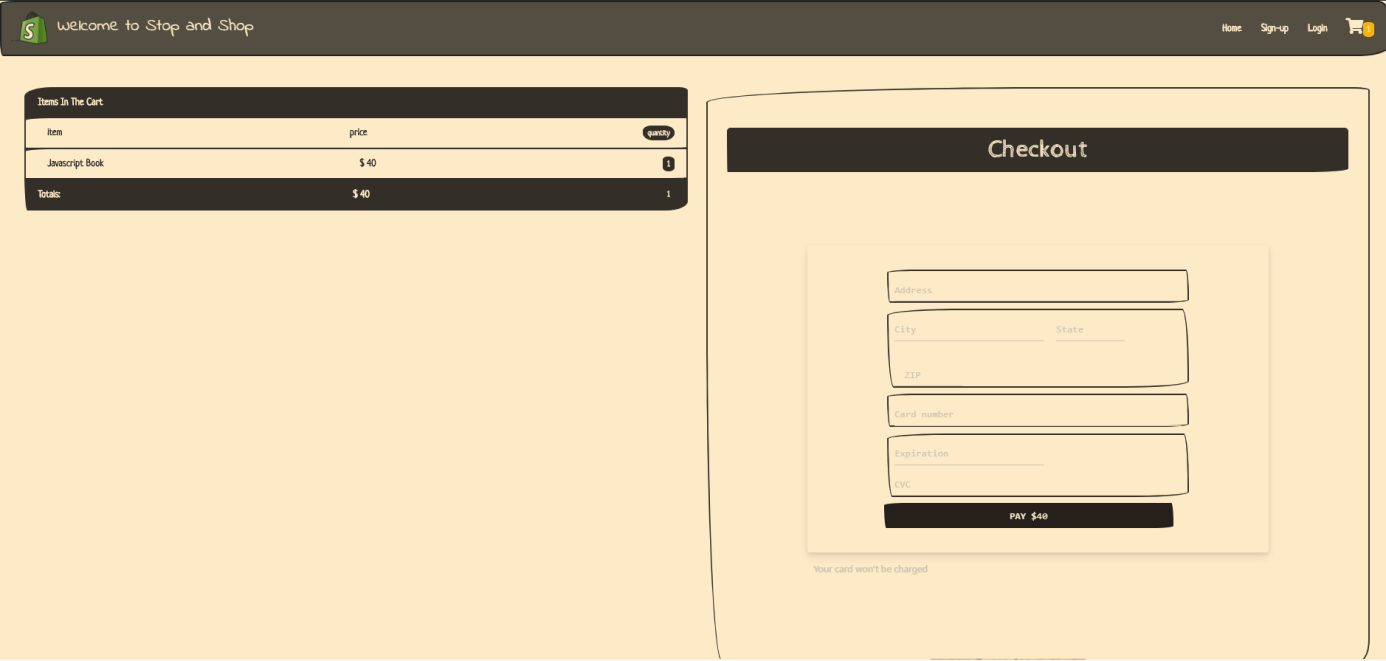 S Welcome to Stop and Shop Home Sign-up Login 1
Items In The Cart
Item price quantity
Javascript Book $ 40 1
Totals: $ 40 1
Checkout
Address
City State
ZIP
Card number
Expiration
CVC
PAY $40
Your card won't be charged